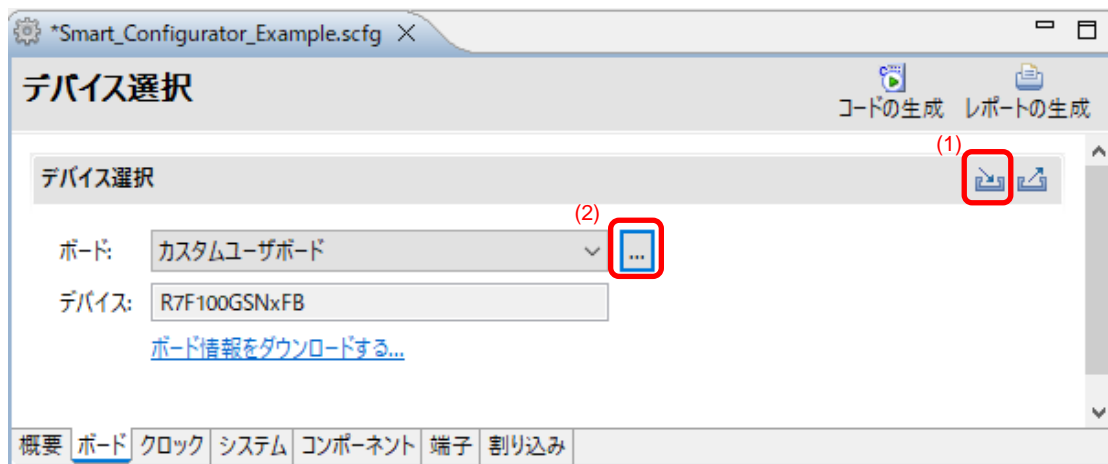 *Smart_Configurator_Example.scfg
デバイス選択
コードの生成 レポートの生成
(1)
デバイス選択
(2)
ボード: カスタムユーザボード ...
デバイス: R7F100GSNxFB
ボード情報をダウンロードする...
概要 ボード クロック システム コンポーネント 端子 割り込み